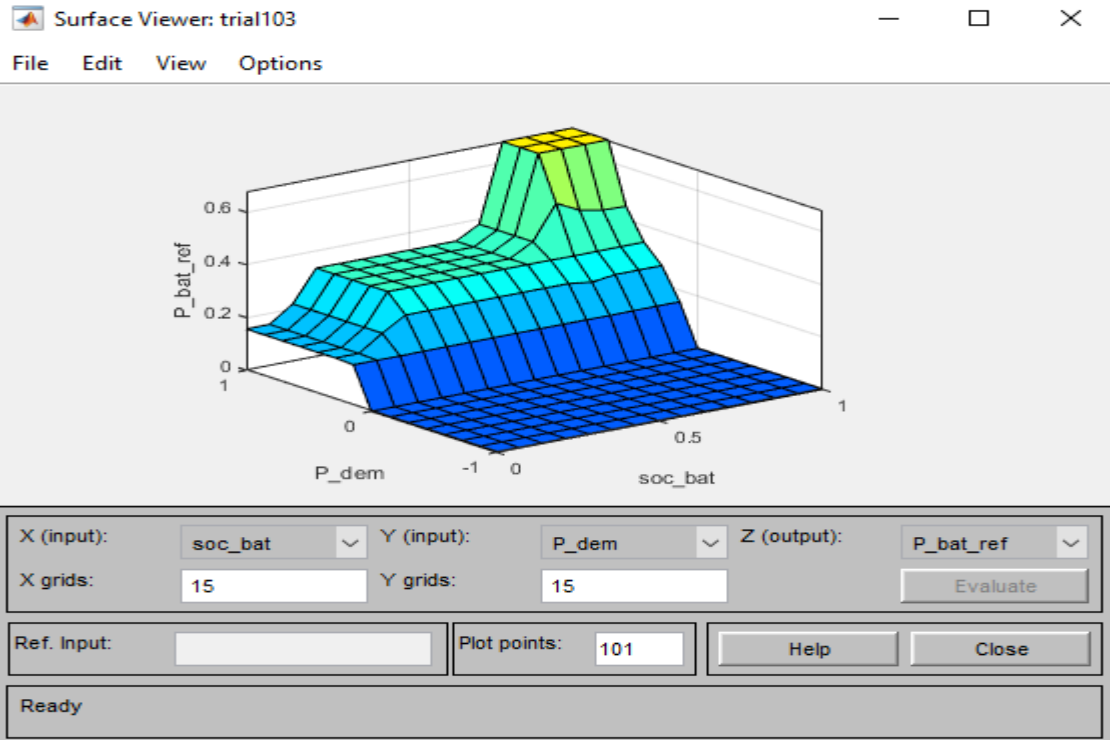 Surface Viewer: trial103
File Edit View Options
0.6
0.4
0.2
0
P_bat_ref
1
0
-1
P_dem
0
0.5
1
soc_bat
X (input): soc_bat Y (input): P_dem Z (output): P_bat_ref
X grids: 15 Y grids: 15 Evaluate
Ref. Input: Plot points: 101 Help Close
Ready